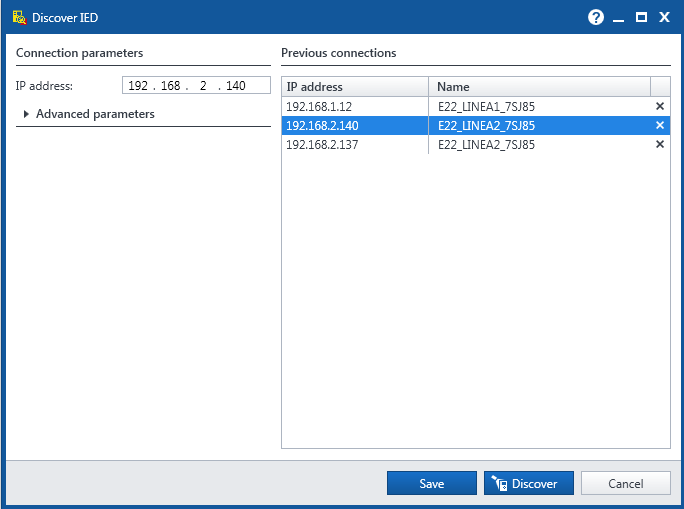 Discover IED
Connection parameters
IP address: 192 . 168 . 2 . 140
Advanced parameters
Previous connections
IP address Name
192.168.1.12 E22_LINEA1_7SJ85
192.168.2.140 E22_LINEA2_7SJ85
192.168.2.137 E22_LINEA2_7SJ85
Save Discover Cancel